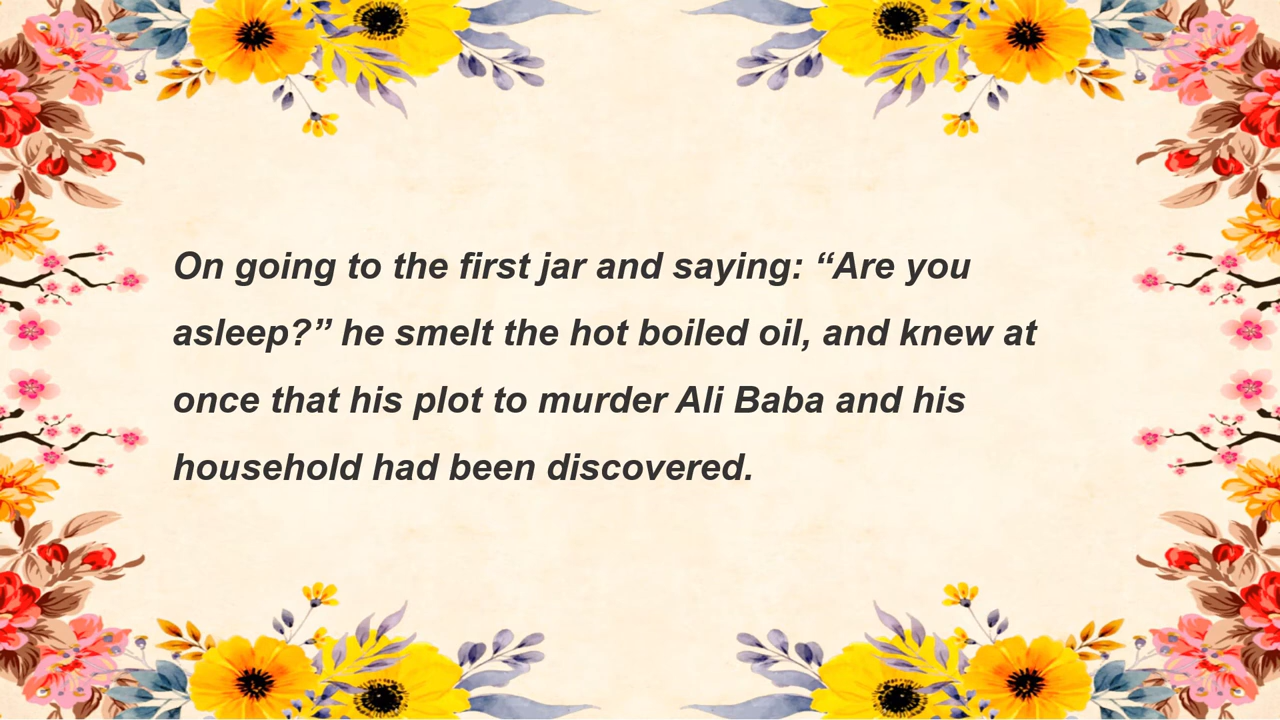 On going to the first jar and saying: “Are you
asleep?” he smelt the hot boiled oil, and knew at
once that his plot to murder Ali Baba and his
household had been discovered.